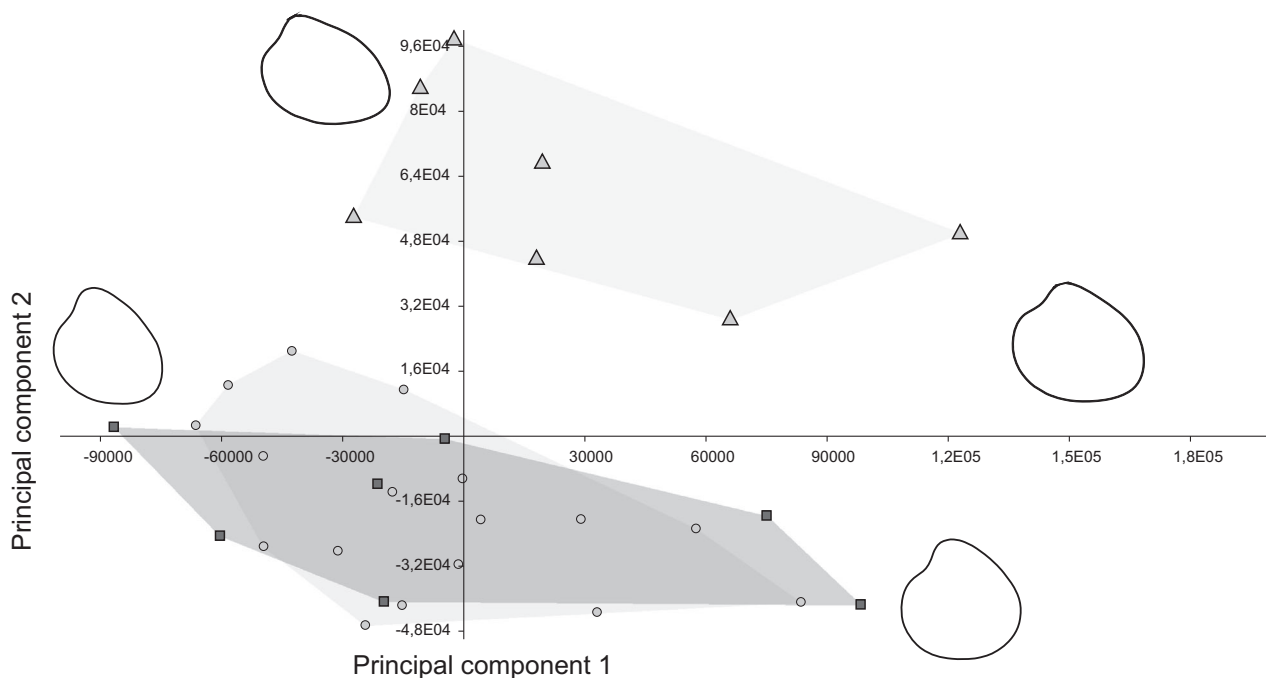 9,6E04
8E04
6,4E04
4,8E04
3,2E04
1,6E04
-90000 -60000 -30000 30000 60000 90000 1,2E05 1,5E05 1,8E05
-1,6E04
-3,2E04
-4,8E04
Principal component 2
Principal component 1